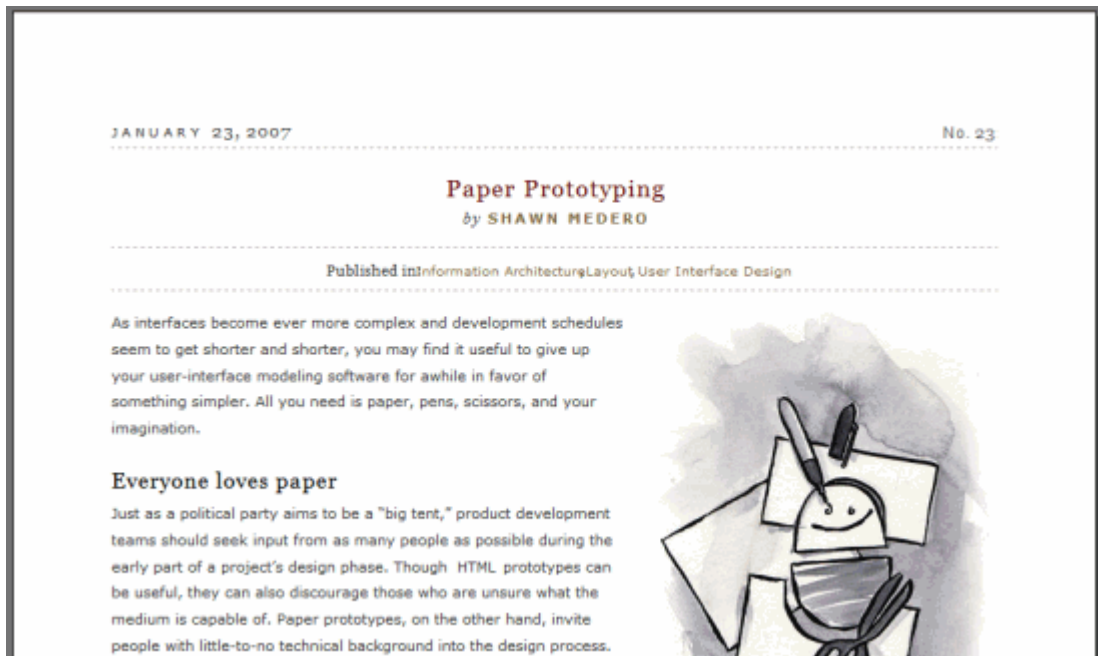 JANUARY 23, 2007
No. 23
Paper Prototyping
by SHAWN MEDERO
Published in Information Architecture, Layout, User Interface Design
As interfaces become ever more complex and development schedules
seem to get shorter and shorter, you may find it useful to give up
your user-interface modeling software for awhile in favor of
something simpler. All you need is paper, pens, scissors, and your
imagination.
Everyone loves paper
Just as a political party aims to be a “big tent,” product development
teams should seek input from as many people as possible during the
early part of a project’s design phase. Though HTML prototypes can
be useful, they can also discourage those who are unsure what the
medium is capable of. Paper prototypes, on the other hand, invite
people with little-to-no technical background into the design process.